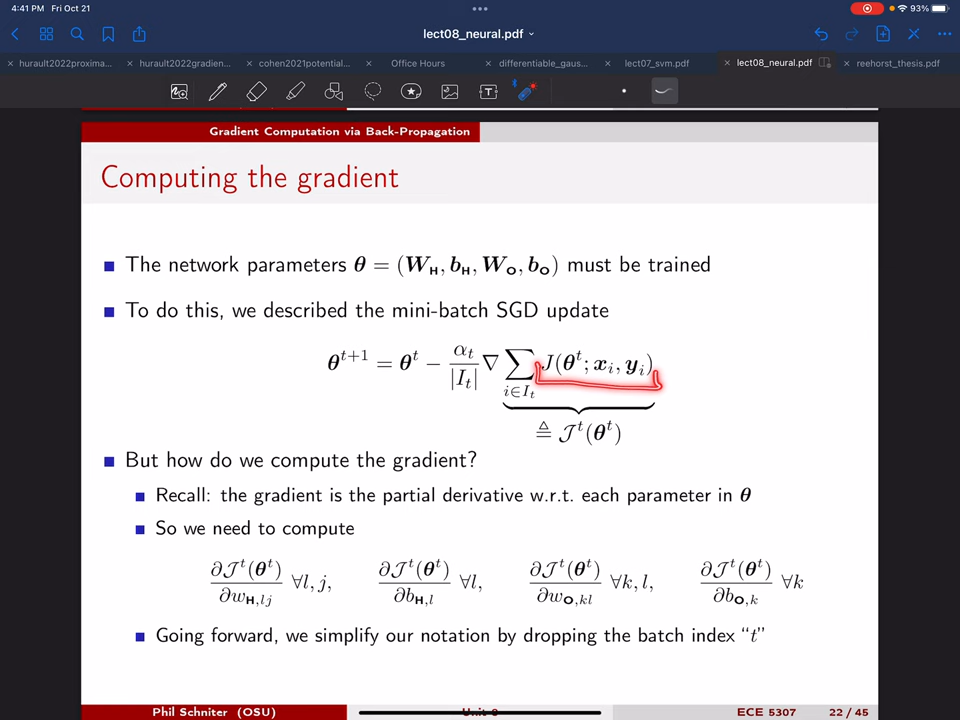 4:41 PM Fri Oct 21
93%
lect08_neural.pdf
hurault2022proxima...
hurault2022gradien...
cohen2021potential...
Office Hours
differentiable_gaus...
lect07_svm.pdf
lect08_neural.pdf
reehorst_thesis.pdf
Gradient Computation via Back-Propagation
Computing the gradient
The network parameters θ = (W_H, b_H, W_O, b_O) must be trained
To do this, we described the mini-batch SGD update
θ^{t+1} = θ^t − α_t/|I_t| ∇ ∑_{i∈I_t} J(θ^t; x_i, y_i)
≜ 𝒥^t(θ^t)
But how do we compute the gradient?
Recall: the gradient is the partial derivative w.r.t. each parameter in θ
So we need to compute
∂𝒥^t(θ^t)/∂w_{H,lj} ∀l, j, ∂𝒥^t(θ^t)/∂b_{H,l} ∀l, ∂𝒥^t(θ^t)/∂w_{O,kl} ∀k, l, ∂𝒥^t(θ^t)/∂b_{O,k} ∀k
Going forward, we simplify our notation by dropping the batch index “t”
Phil Schniter (OSU)
ECE 5307
22 / 45